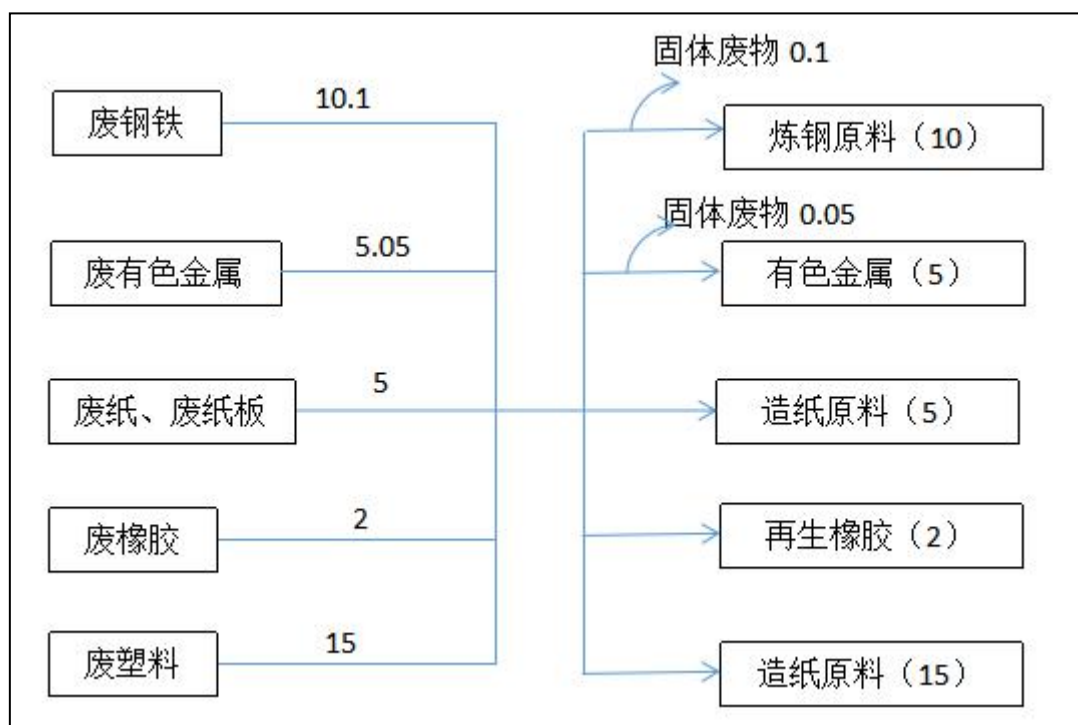 固体废物 0.1
废钢铁
10.1
炼钢原料（10）
固体废物 0.05
废有色金属
5.05
有色金属（5）
废纸、废纸板
5
造纸原料（5）
废橡胶
2
再生橡胶（2）
废塑料
15
造纸原料（15）